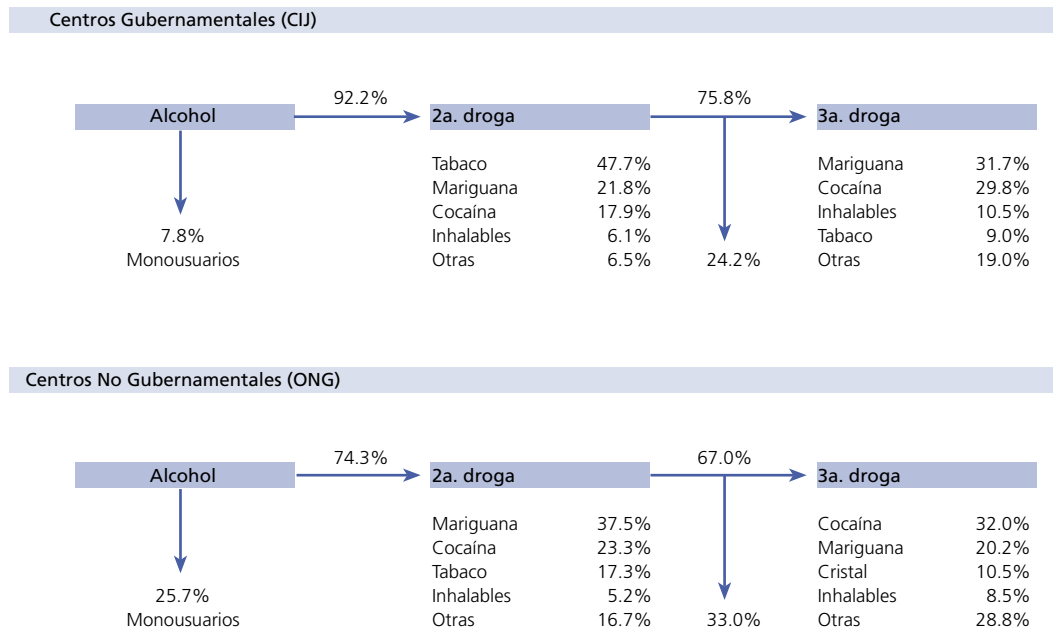 Centros Gubernamentales (CIJ)
92.2% 75.8%
Alcohol 2a. droga 3a. droga
Tabaco 47.7% Mariguana 31.7%
Mariguana 21.8% Cocaína 29.8%
Cocaína 17.9% Inhalables 10.5%
7.8% Inhalables 6.1% Tabaco 9.0%
Monousuarios Otras 6.5% 24.2% Otras 19.0%
Centros No Gubernamentales (ONG)
74.3% 67.0%
Alcohol 2a. droga 3a. droga
Mariguana 37.5% Cocaína 32.0%
Cocaína 23.3% Mariguana 20.2%
Tabaco 17.3% Cristal 10.5%
25.7% Inhalables 5.2% Inhalables 8.5%
Monousuarios Otras 16.7% 33.0% Otras 28.8%